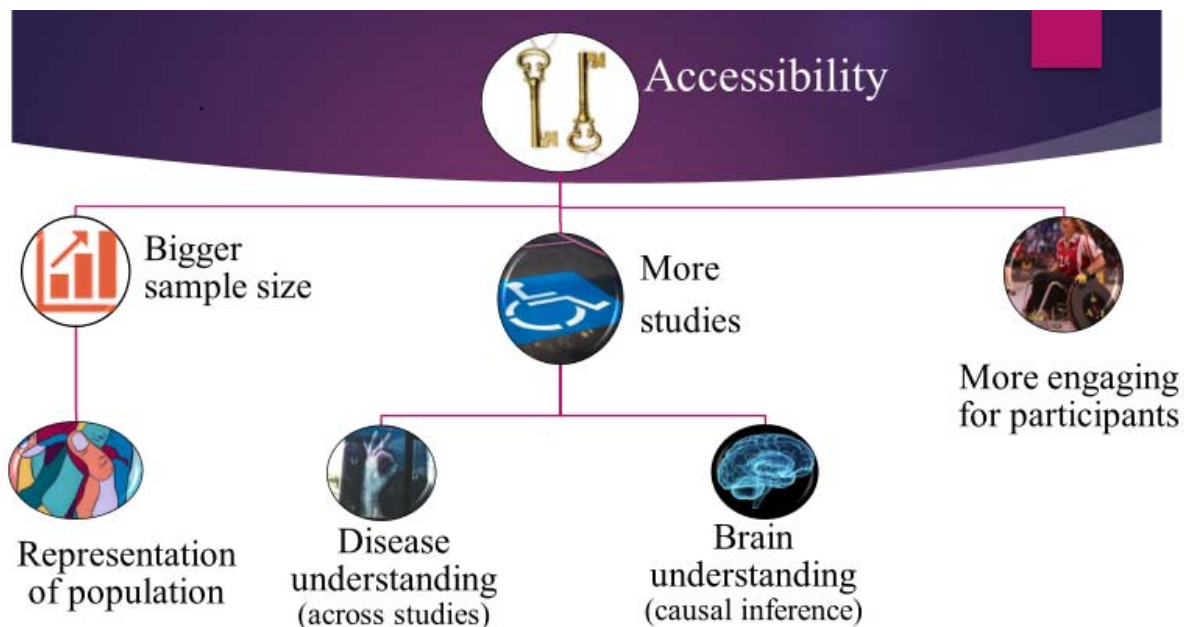 Accessibility
Bigger
sample size
More
studies
More engaging
for participants
Representation
of population
Disease
understanding
(across studies)
Brain
understanding
(causal inference)